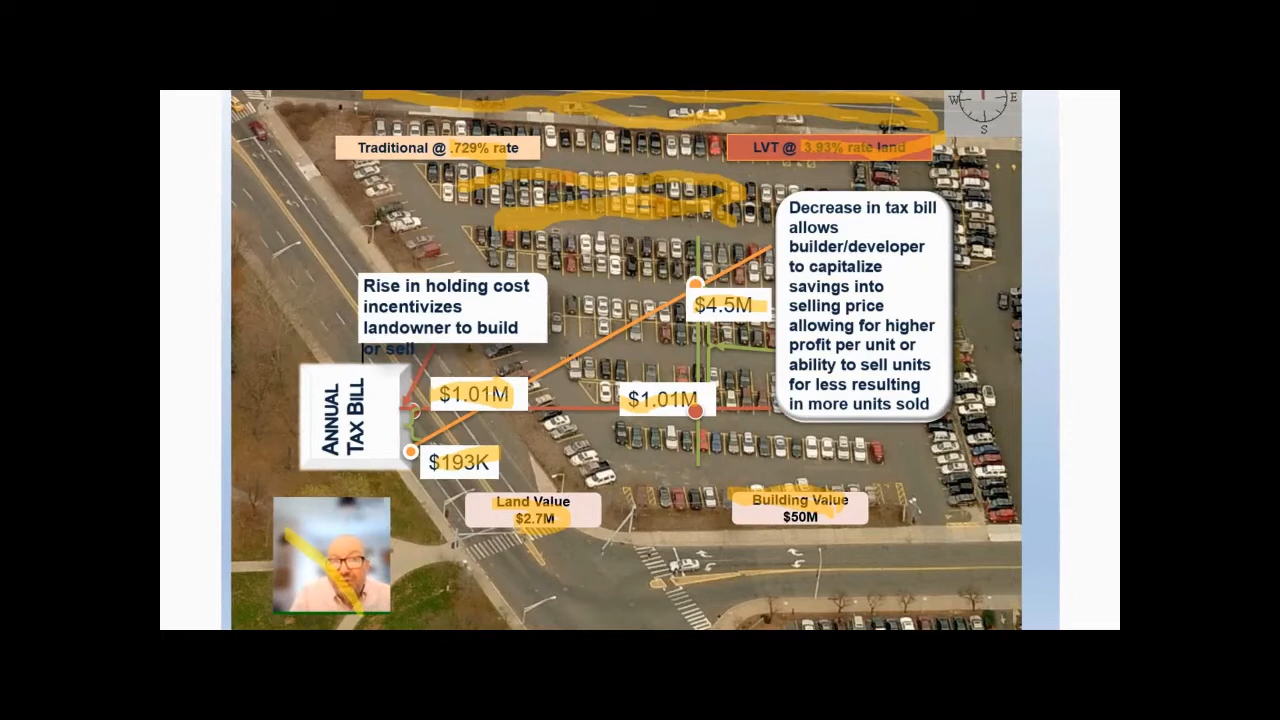 W E
S
Traditional @ .729% rate
LVT @ 3.93% rate land
Decrease in tax bill
allows
builder/developer
to capitalize
savings into
selling price
allowing for higher
profit per unit or
ability to sell units
for less resulting
in more units sold
Rise in holding cost
incentivizes
landowner to build
or sell
$4.5M
ANNUAL
TAX BILL
$1.01M
$1.01M
$193K
Land Value
$2.7M
Building Value
$50M